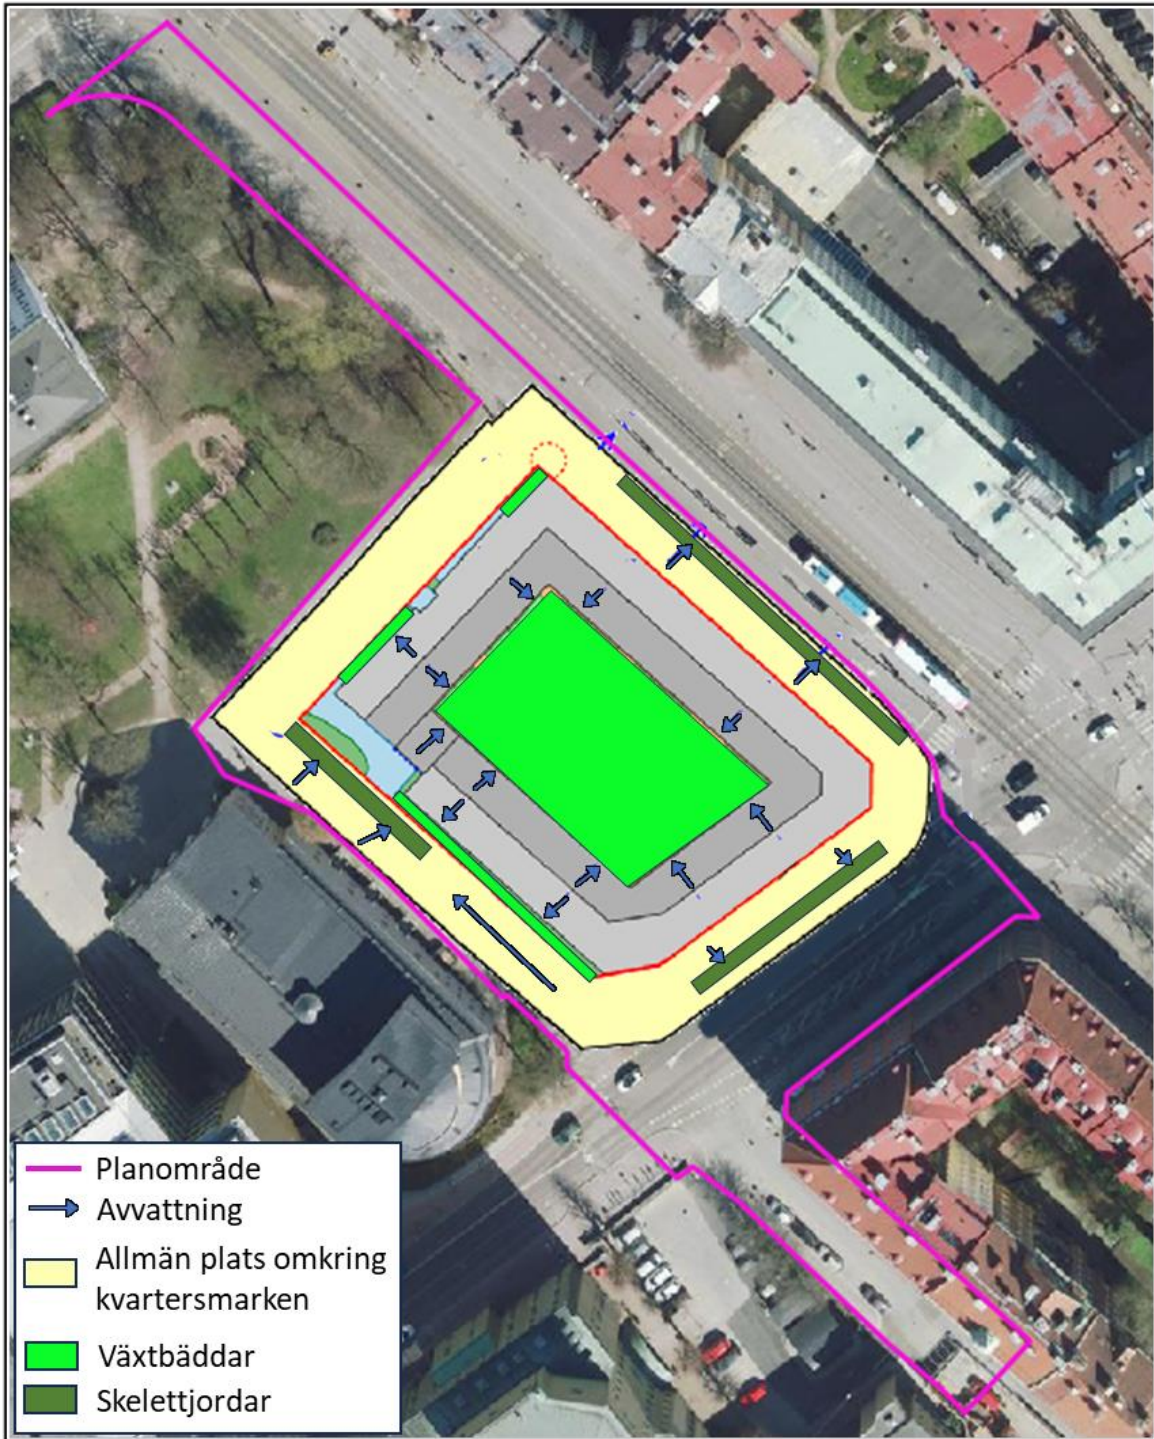 Planområde
Avvattning
Allmän plats omkring
kvartersmarken
Växtbäddar
Skelettjordar